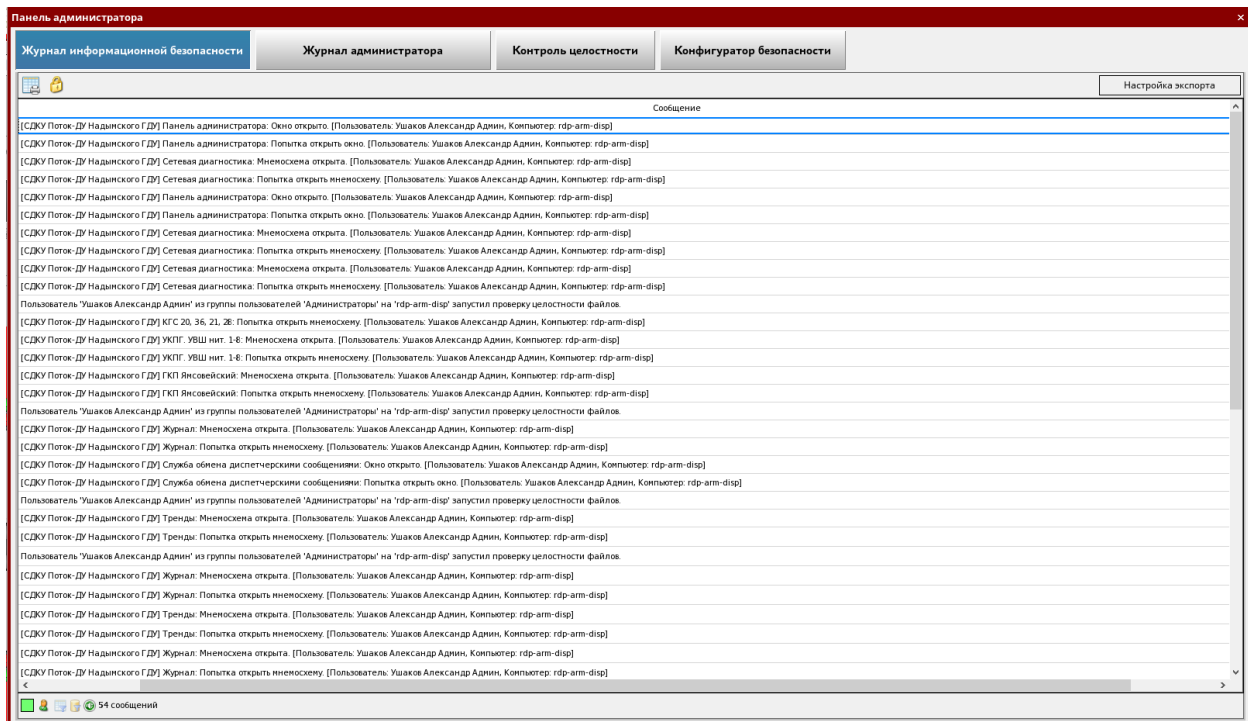 Панель администратора
Журнал информационной безопасности
Журнал администратора
Контроль целостности
Конфигуратор безопасности
Настройка экспорта
Сообщение
[СДКУ Поток-ДУ Надымского ГДУ] Панель администратора: Окно открыто. [Пользователь: Ушаков Александр Админ, Компьютер: rdp-arm-disp]
[СДКУ Поток-ДУ Надымского ГДУ] Панель администратора: Попытка открыть окно. [Пользователь: Ушаков Александр Админ, Компьютер: rdp-arm-disp]
[СДКУ Поток-ДУ Надымского ГДУ] Сетевая диагностика: Мнемосхема открыта. [Пользователь: Ушаков Александр Админ, Компьютер: rdp-arm-disp]
[СДКУ Поток-ДУ Надымского ГДУ] Сетевая диагностика: Попытка открыть мнемосхему. [Пользователь: Ушаков Александр Админ, Компьютер: rdp-arm-disp]
[СДКУ Поток-ДУ Надымского ГДУ] Панель администратора: Окно открыто. [Пользователь: Ушаков Александр Админ, Компьютер: rdp-arm-disp]
[СДКУ Поток-ДУ Надымского ГДУ] Панель администратора: Попытка открыть окно. [Пользователь: Ушаков Александр Админ, Компьютер: rdp-arm-disp]
[СДКУ Поток-ДУ Надымского ГДУ] Сетевая диагностика: Мнемосхема открыта. [Пользователь: Ушаков Александр Админ, Компьютер: rdp-arm-disp]
[СДКУ Поток-ДУ Надымского ГДУ] Сетевая диагностика: Попытка открыть мнемосхему. [Пользователь: Ушаков Александр Админ, Компьютер: rdp-arm-disp]
[СДКУ Поток-ДУ Надымского ГДУ] Сетевая диагностика: Мнемосхема открыта. [Пользователь: Ушаков Александр Админ, Компьютер: rdp-arm-disp]
[СДКУ Поток-ДУ Надымского ГДУ] Сетевая диагностика: Попытка открыть мнемосхему. [Пользователь: Ушаков Александр Админ, Компьютер: rdp-arm-disp]
Пользователь 'Ушаков Александр Админ' из группы пользователей 'Администраторы' на 'rdp-arm-disp' запустил проверку целостности файлов.
[СДКУ Поток-ДУ Надымского ГДУ] КГС 20, 36, 21, 28: Попытка открыть мнемосхему. [Пользователь: Ушаков Александр Админ, Компьютер: rdp-arm-disp]
[СДКУ Поток-ДУ Надымского ГДУ] УКПГ. УВШ нит. 1-8: Мнемосхема открыта. [Пользователь: Ушаков Александр Админ, Компьютер: rdp-arm-disp]
[СДКУ Поток-ДУ Надымского ГДУ] УКПГ. УВШ нит. 1-8: Попытка открыть мнемосхему. [Пользователь: Ушаков Александр Админ, Компьютер: rdp-arm-disp]
[СДКУ Поток-ДУ Надымского ГДУ] ГКП Ямсовейский: Мнемосхема открыта. [Пользователь: Ушаков Александр Админ, Компьютер: rdp-arm-disp]
[СДКУ Поток-ДУ Надымского ГДУ] ГКП Ямсовейский: Попытка открыть мнемосхему. [Пользователь: Ушаков Александр Админ, Компьютер: rdp-arm-disp]
Пользователь 'Ушаков Александр Админ' из группы пользователей 'Администраторы' на 'rdp-arm-disp' запустил проверку целостности файлов.
[СДКУ Поток-ДУ Надымского ГДУ] Журнал: Мнемосхема открыта. [Пользователь: Ушаков Александр Админ, Компьютер: rdp-arm-disp]
[СДКУ Поток-ДУ Надымского ГДУ] Журнал: Попытка открыть мнемосхему. [Пользователь: Ушаков Александр Админ, Компьютер: rdp-arm-disp]
[СДКУ Поток-ДУ Надымского ГДУ] Служба обмена диспетчерскими сообщениями: Окно открыто. [Пользователь: Ушаков Александр Админ, Компьютер: rdp-arm-disp]
[СДКУ Поток-ДУ Надымского ГДУ] Служба обмена диспетчерскими сообщениями: Попытка открыть окно. [Пользователь: Ушаков Александр Админ, Компьютер: rdp-arm-disp]
Пользователь 'Ушаков Александр Админ' из группы пользователей 'Администраторы' на 'rdp-arm-disp' запустил проверку целостности файлов.
[СДКУ Поток-ДУ Надымского ГДУ] Тренды: Мнемосхема открыта. [Пользователь: Ушаков Александр Админ, Компьютер: rdp-arm-disp]
[СДКУ Поток-ДУ Надымского ГДУ] Тренды: Попытка открыть мнемосхему. [Пользователь: Ушаков Александр Админ, Компьютер: rdp-arm-disp]
Пользователь 'Ушаков Александр Админ' из группы пользователей 'Администраторы' на 'rdp-arm-disp' запустил проверку целостности файлов.
[СДКУ Поток-ДУ Надымского ГДУ] Журнал: Мнемосхема открыта. [Пользователь: Ушаков Александр Админ, Компьютер: rdp-arm-disp]
[СДКУ Поток-ДУ Надымского ГДУ] Журнал: Попытка открыть мнемосхему. [Пользователь: Ушаков Александр Админ, Компьютер: rdp-arm-disp]
[СДКУ Поток-ДУ Надымского ГДУ] Тренды: Мнемосхема открыта. [Пользователь: Ушаков Александр Админ, Компьютер: rdp-arm-disp]
[СДКУ Поток-ДУ Надымского ГДУ] Тренды: Попытка открыть мнемосхему. [Пользователь: Ушаков Александр Админ, Компьютер: rdp-arm-disp]
[СДКУ Поток-ДУ Надымского ГДУ] Журнал: Мнемосхема открыта. [Пользователь: Ушаков Александр Админ, Компьютер: rdp-arm-disp]
[СДКУ Поток-ДУ Надымского ГДУ] Журнал: Попытка открыть мнемосхему. [Пользователь: Ушаков Александр Админ, Компьютер: rdp-arm-disp]
54 сообщений